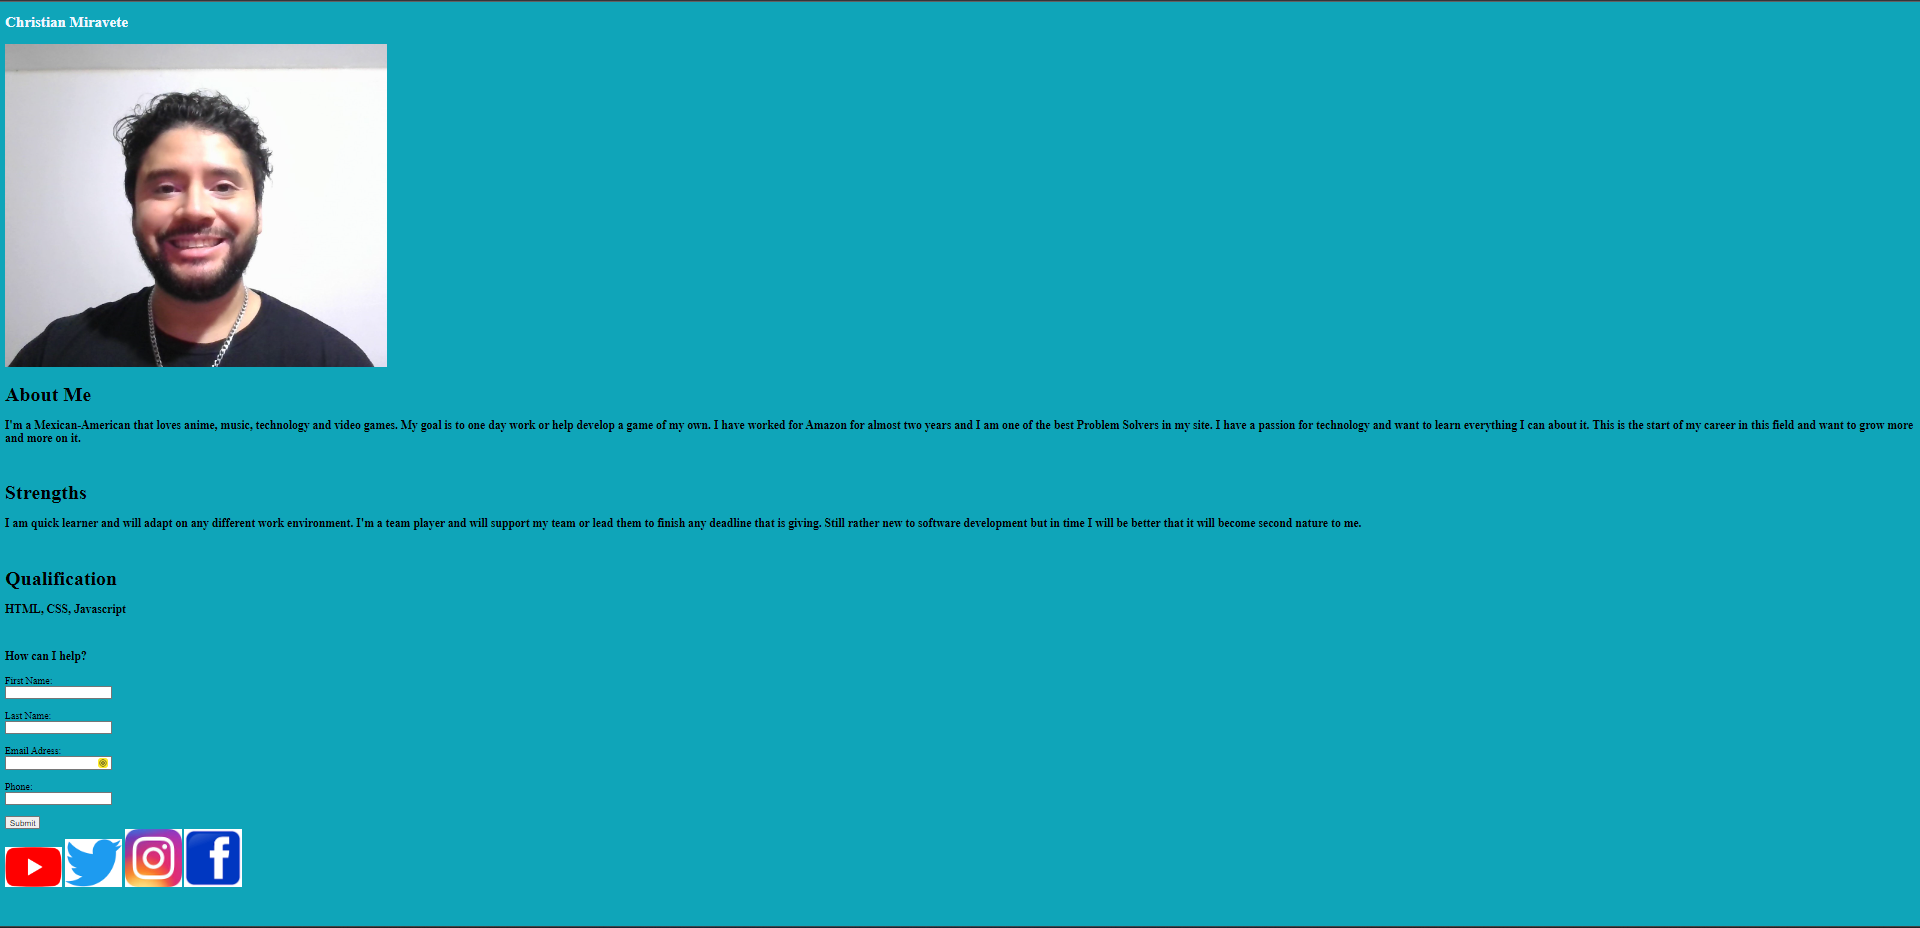 Christian Miravete
About Me
I'm a Mexican-American that loves anime, music, technology and video games. My goal is to one day work or help develop a game of my own. I have worked for Amazon for almost two years and I am one of the best Problem Solvers in my site. I have a passion for technology and want to learn everything I can about it. This is the start of my career in this field and want to grow more
and more on it.
Strengths
I am quick learner and will adapt on any different work environment. I'm a team player and will support my team or lead them to finish any deadline that is giving. Still rather new to software development but in time I will be better that it will become second nature to me.
Qualification
HTML, CSS, Javascript
How can I help?
First Name:
Last Name:
Email Adress:
Phone:
Submit